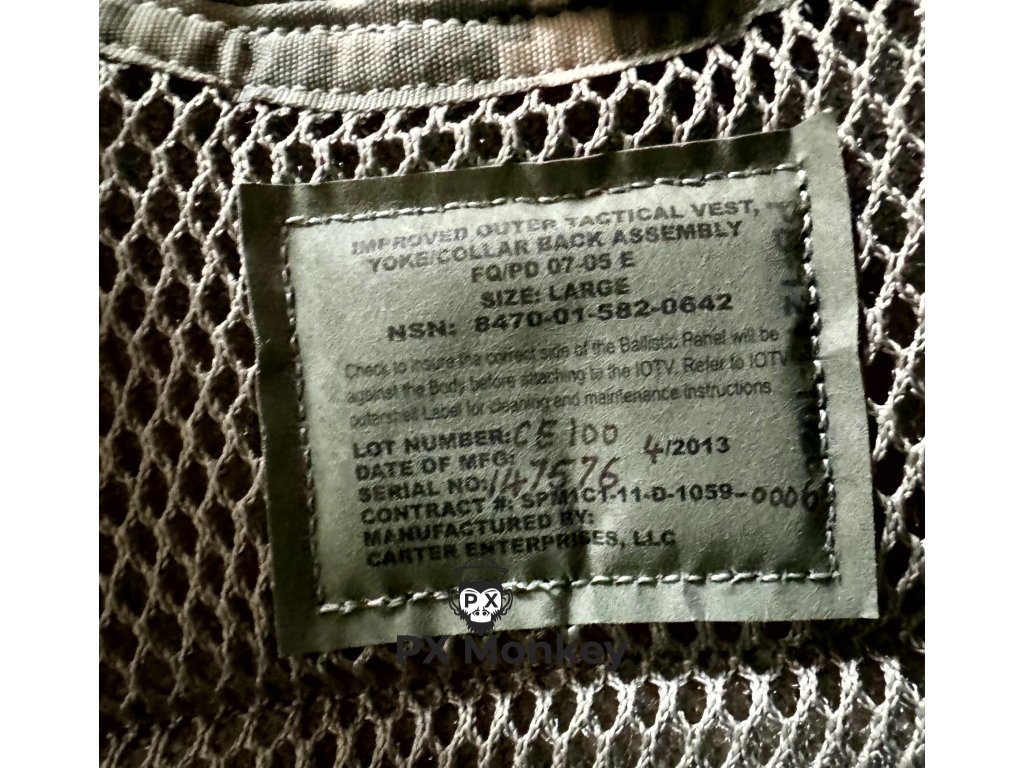 IMPROVED OUTER TACTICAL VEST,
YOKE/COLLAR BACK ASSEMBLY
FQ/PD 07-05 E
SIZE: LARGE
NSN: 8470-01-582-0642
Check to insure the correct side of the Ballistic Panel will be
against the Body before attaching to the IOTV. Refer to IOTV
outershell Label for cleaning and maintenance instructions
LOT NUMBER: CE100
DATE OF MFG: 4/2013
SERIAL NO: 147576
CONTRACT #: SPM1C1-11-D-1059-0006
MANUFACTURED BY:
CARTER ENTERPRISES, LLC
PX
PX Monkey